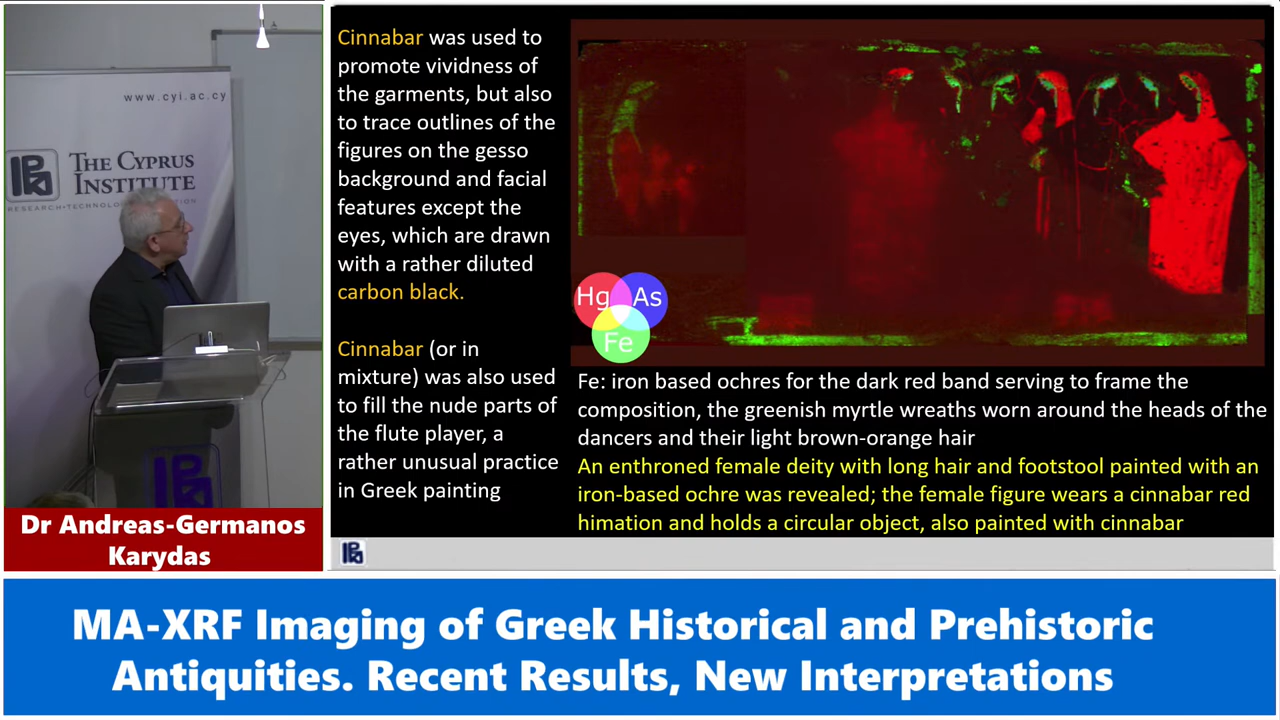 www.cyi.ac.cy
THE CYPRUS
INSTITUTE
Dr Andreas-Germanos
Karydas
Cinnabar was used to
promote vividness of
the garments, but also
to trace outlines of the
figures on the gesso
background and facial
features except the
eyes, which are drawn
with a rather diluted
carbon black.
Cinnabar (or in
mixture) was also used
to fill the nude parts of
the flute player, a
rather unusual practice
in Greek painting
Hg As
Fe
Fe: iron based ochres for the dark red band serving to frame the
composition, the greenish myrtle wreaths worn around the heads of the
dancers and their light brown-orange hair
An enthroned female deity with long hair and footstool painted with an
iron-based ochre was revealed; the female figure wears a cinnabar red
himation and holds a circular object, also painted with cinnabar
MA-XRF Imaging of Greek Historical and Prehistoric
Antiquities. Recent Results, New Interpretations